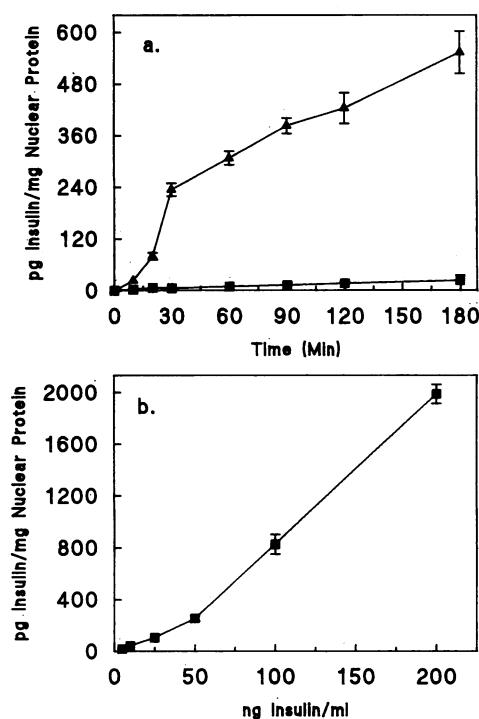 a.
pg Insulin/mg Nuclear Protein
600
480
360
240
120
0
0 30 60 90 120 150 180
Time (Min)
b.
pg Insulin/mg Nuclear Protein
2000
1600
1200
800
400
0
0 50 100 150 200
ng Insulin/ml